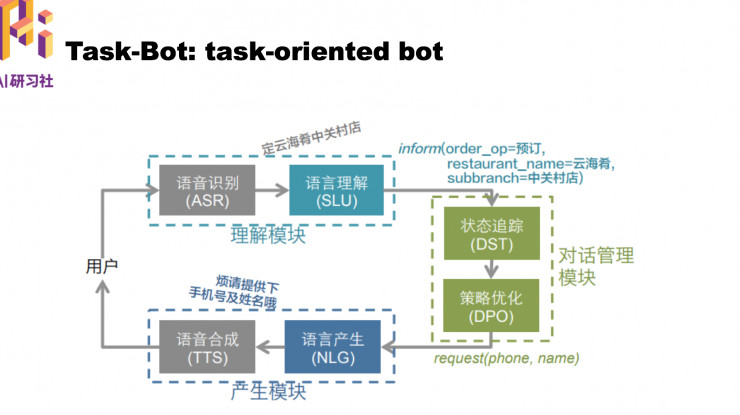 AI研习社
Task-Bot: task-oriented bot
定云海肴中关村店
inform(order_op=预订,
restaurant_name=云海肴,
subbranch=中关村店)
语音识别
(ASR)
语言理解
(SLU)
理解模块
状态追踪
(DST)
对话管理
模块
策略优化
(DPO)
用户
烦请提供下
手机号及姓名哦
语音合成
(TTS)
语言产生
(NLG)
request(phone, name)
产生模块